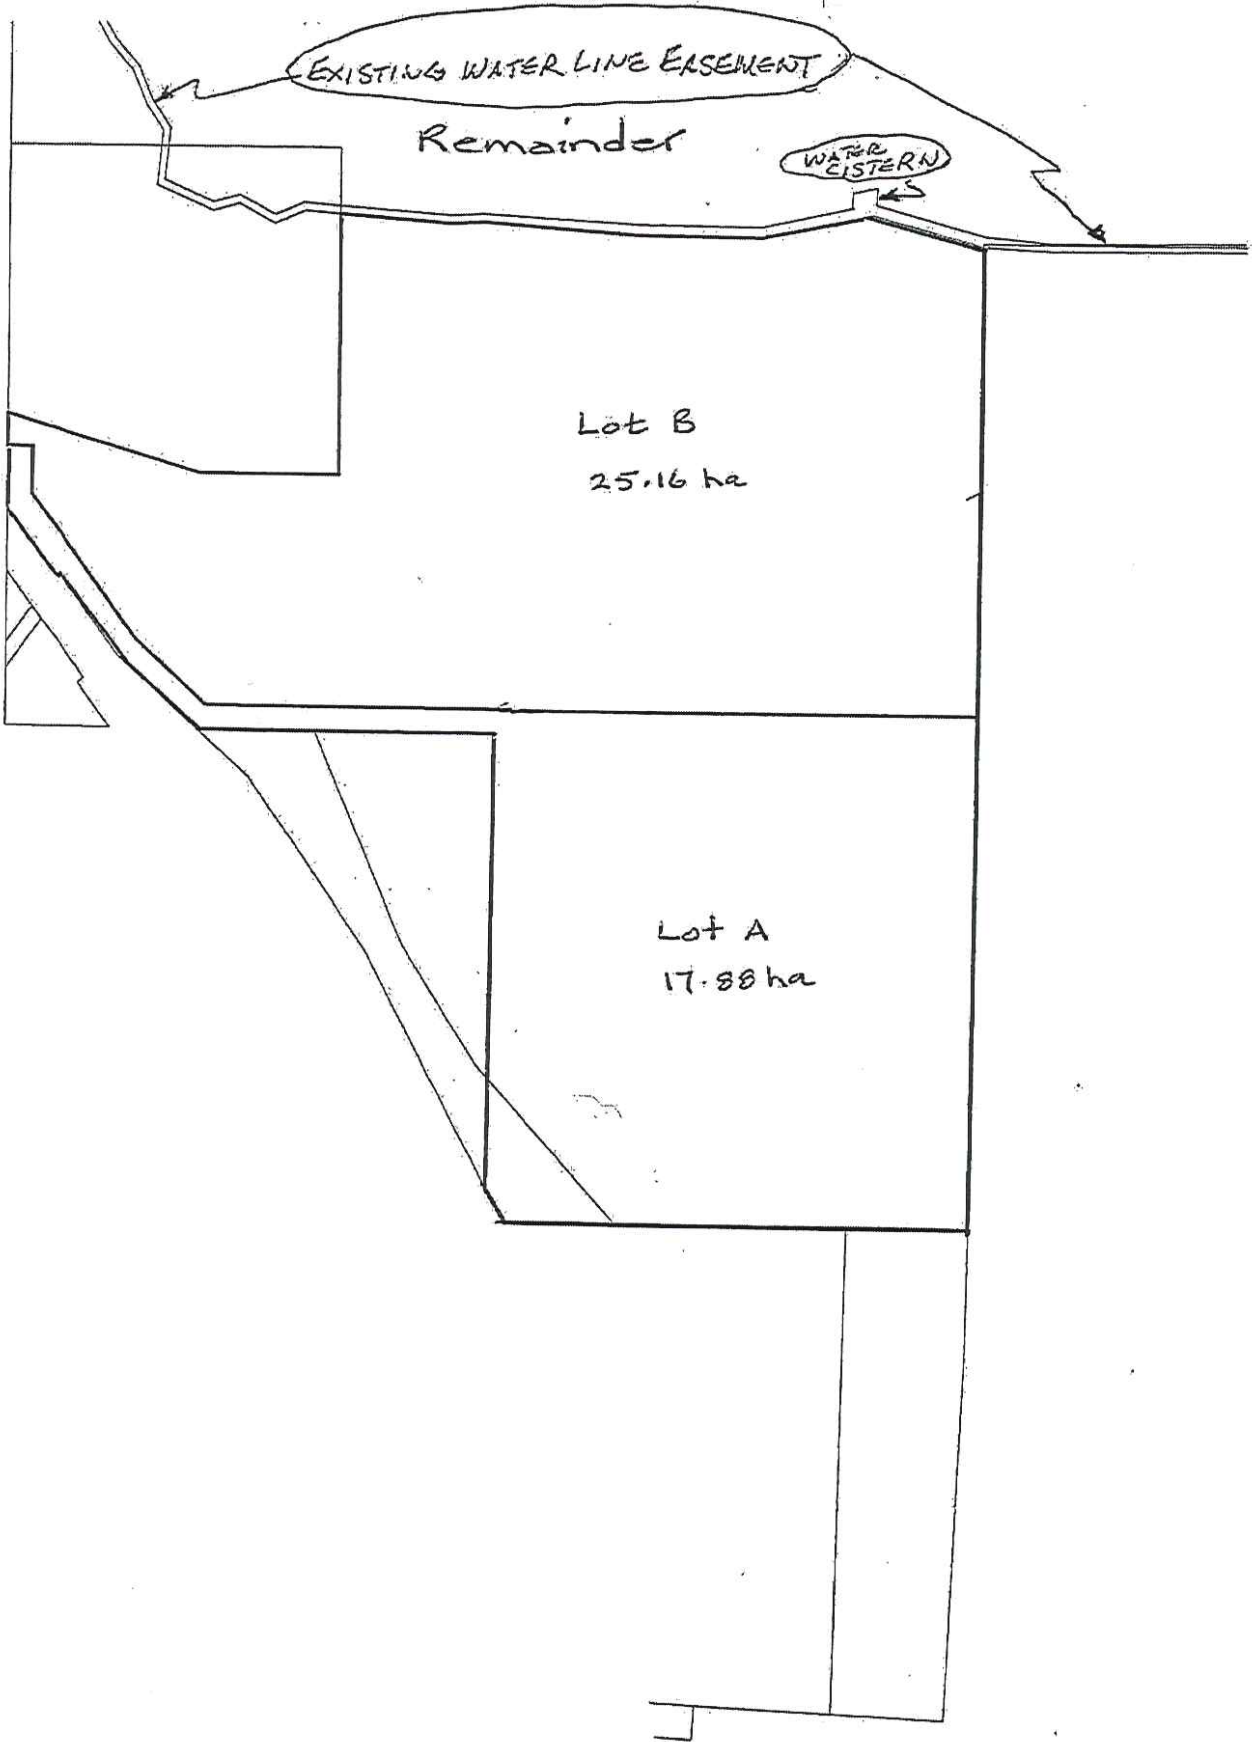 EXISTING WATER LINE EASEMENT
Remainder
WATER
CISTERN
Lot B
25.16 ha
Lot A
17.88 ha